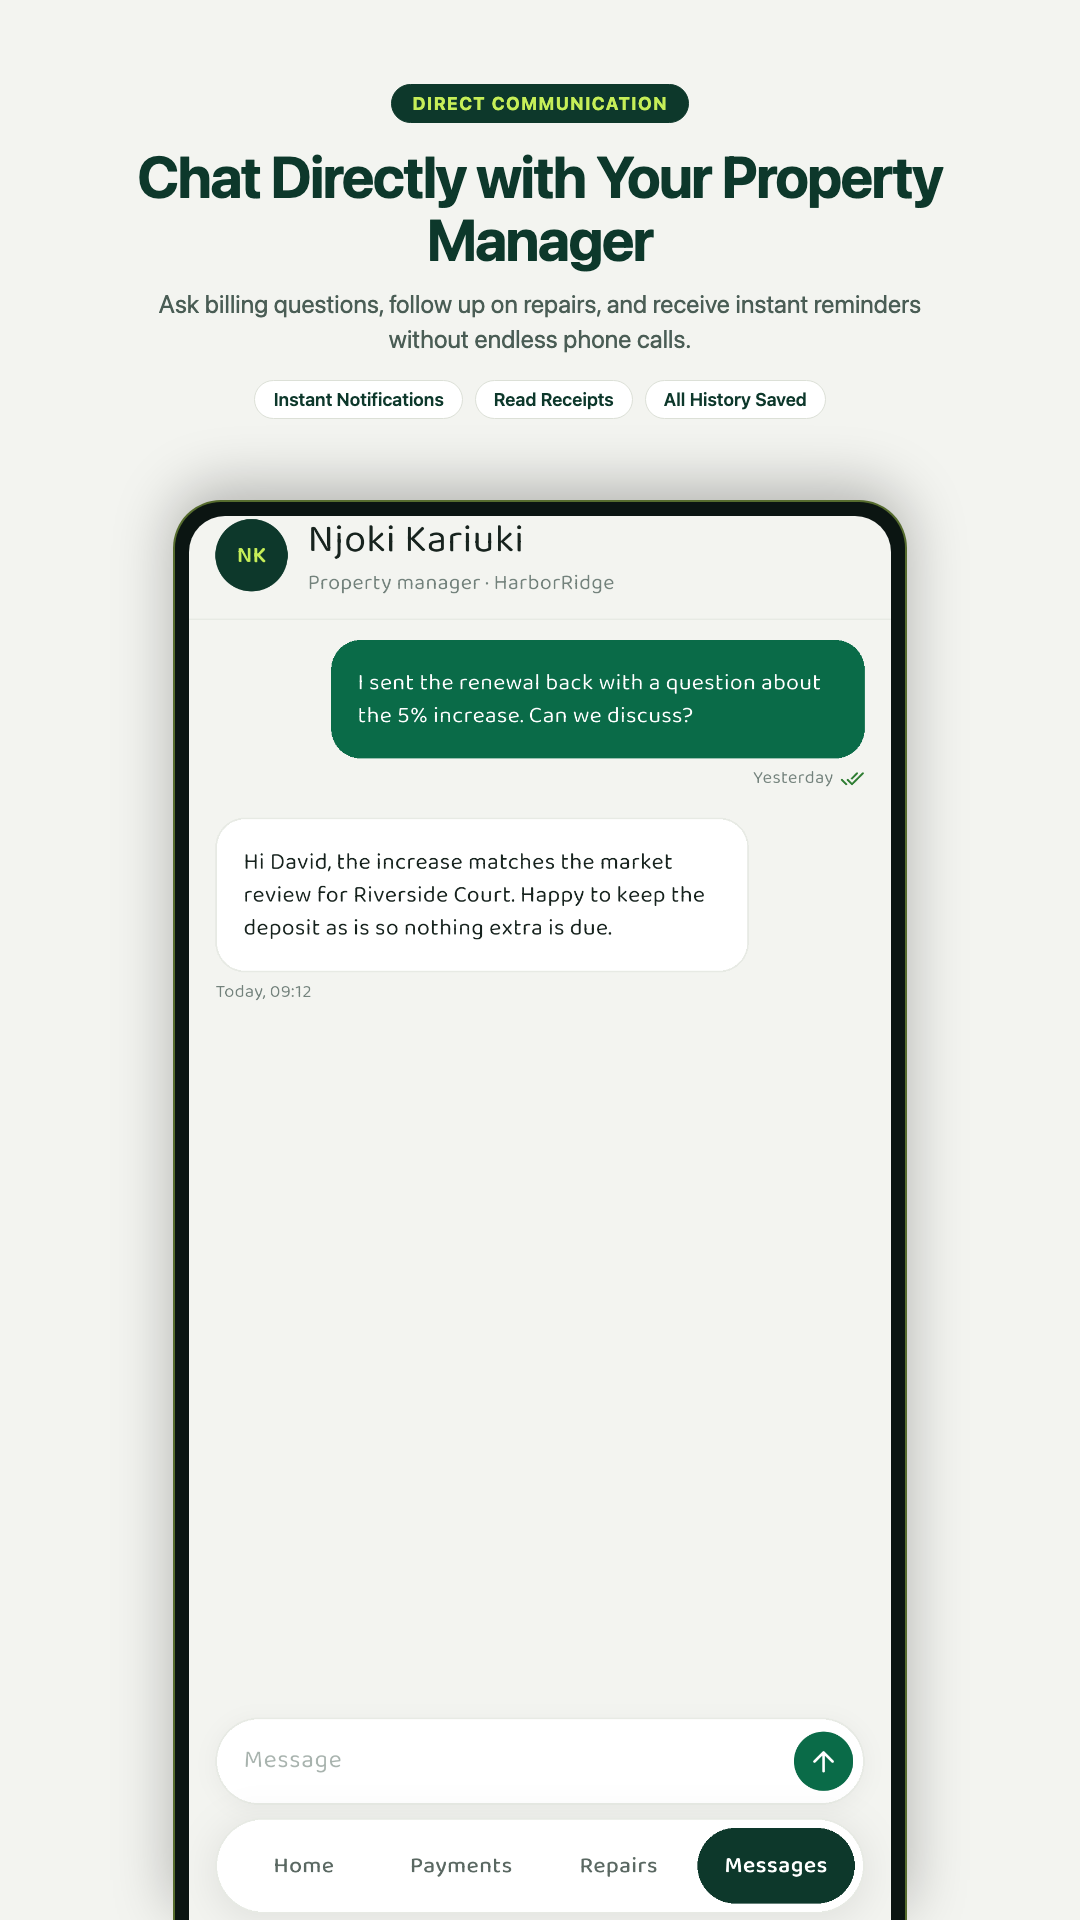 DIRECT COMMUNICATION
Chat Directly with Your Property
Manager
Ask billing questions, follow up on repairs, and receive instant reminders
without endless phone calls.
Instant Notifications
Read Receipts
All History Saved
NK
Njoki Kariuki
Property manager · HarborRidge
I sent the renewal back with a question about
the 5% increase. Can we discuss?
Yesterday
Hi David, the increase matches the market
review for Riverside Court. Happy to keep the
deposit as is so nothing extra is due.
Today, 09:12
Message
Home
Payments
Repairs
Messages